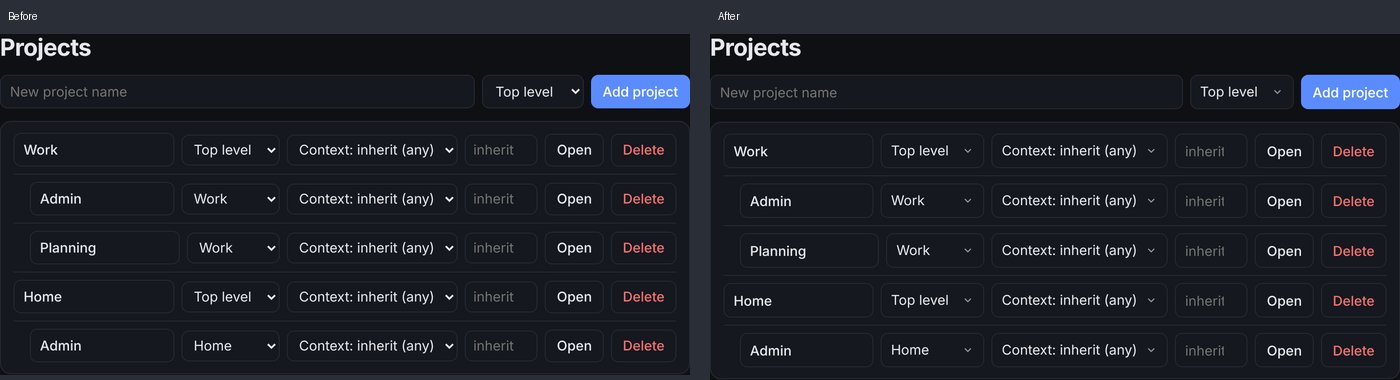 Before
Projects
New project name Top level Add project
Work Top level Context: inherit (any) inherit Open Delete
Admin Work Context: inherit (any) inherit Open Delete
Planning Work Context: inherit (any) inherit Open Delete
Home Top level Context: inherit (any) inherit Open Delete
Admin Home Context: inherit (any) inherit Open Delete
After
Projects
New project name Top level Add project
Work Top level Context: inherit (any) inherit Open Delete
Admin Work Context: inherit (any) inherit Open Delete
Planning Work Context: inherit (any) inherit Open Delete
Home Top level Context: inherit (any) inherit Open Delete
Admin Home Context: inherit (any) inherit Open Delete